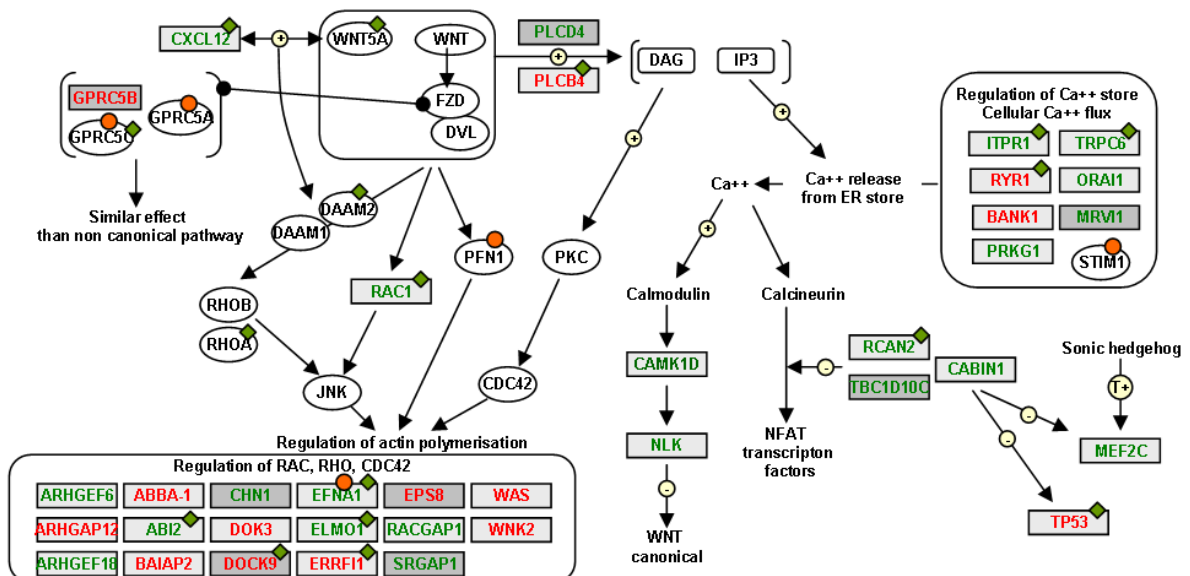 CXCL12
+
WNT5A
WNT
PLCD4
+
PLCB4
DAG
IP3
GPRC5B
GPRC5A
GPRC5C
FZD
DVL
+
+
Regulation of Ca++ store
Cellular Ca++ flux
ITPR1
TRPC6
RYR1
ORAI1
BANK1
MRVI1
PRKG1
STIM1
Similar effect
than non canonical pathway
DAAM2
DAAM1
Ca++
Ca++ release
from ER store
+
PFN1
PKC
RAC1
RHOB
RHOA
Calmodulin
Calcineurin
JNK
CDC42
CAMK1D
RCAN2
-
TBC1D10C
CABIN1
Sonic hedgehog
T+
-
-
MEF2C
TP53
NLK
-
WNT
canonical
NFAT
transcripton
factors
Regulation of actin polymerisation
Regulation of RAC, RHO, CDC42
ARHGEF6 ABBA-1 CHN1 EFNA1 EPS8 WAS
ARHGAP12 ABI2 DOK3 ELMO1 RACGAP1 WNK2
ARHGEF18 BAIAP2 DOCK9 ERRFI1 SRGAP1